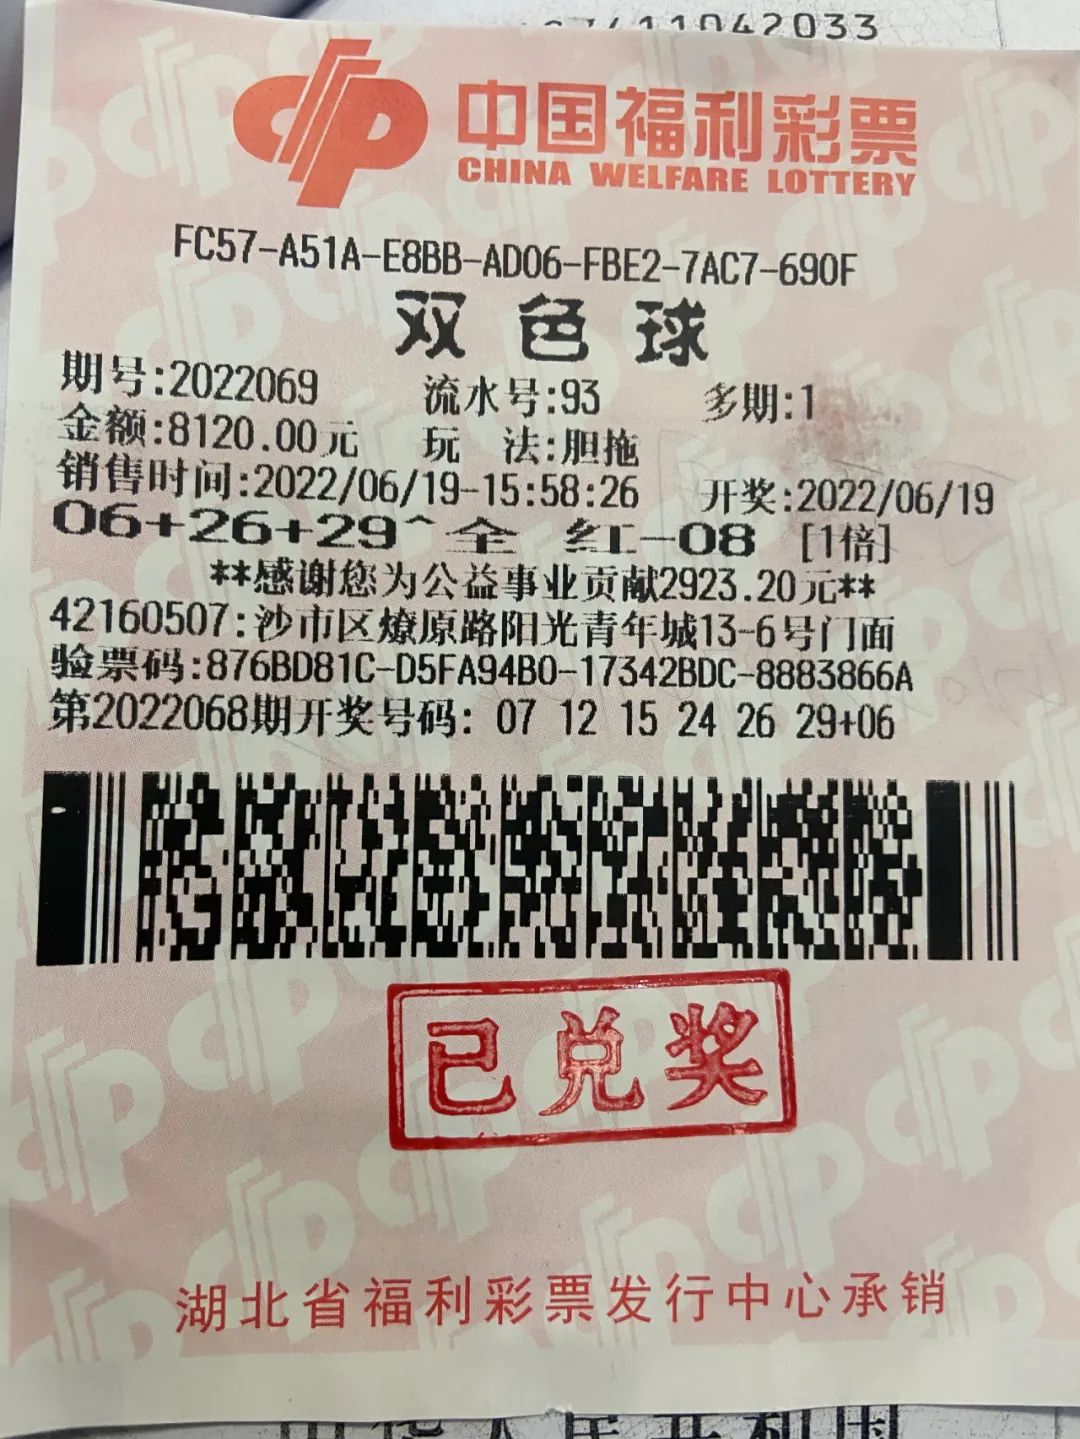 11042033
中国福利彩票
CHINA WELFARE LOTTERY
FC57-A51A-E8BB-AD06-FBE2-7AC7-690F
双色球
期号:2022069 流水号:93 多期:1
金额:8120.00元 玩 法:胆拖
销售时间:2022/06/19-15:58:26 开奖:2022/06/19
06+26+29^全 红-08 [1倍]
**感谢您为公益事业贡献2923.20元**
42160507:沙市区燎原路阳光青年城13-6号门面
验票码:876BD81C-D5FA94B0-17342BDC-8883866A
第2022068期开奖号码: 07 12 15 24 26 29+06
已兑奖
湖北省福利彩票发行中心承销